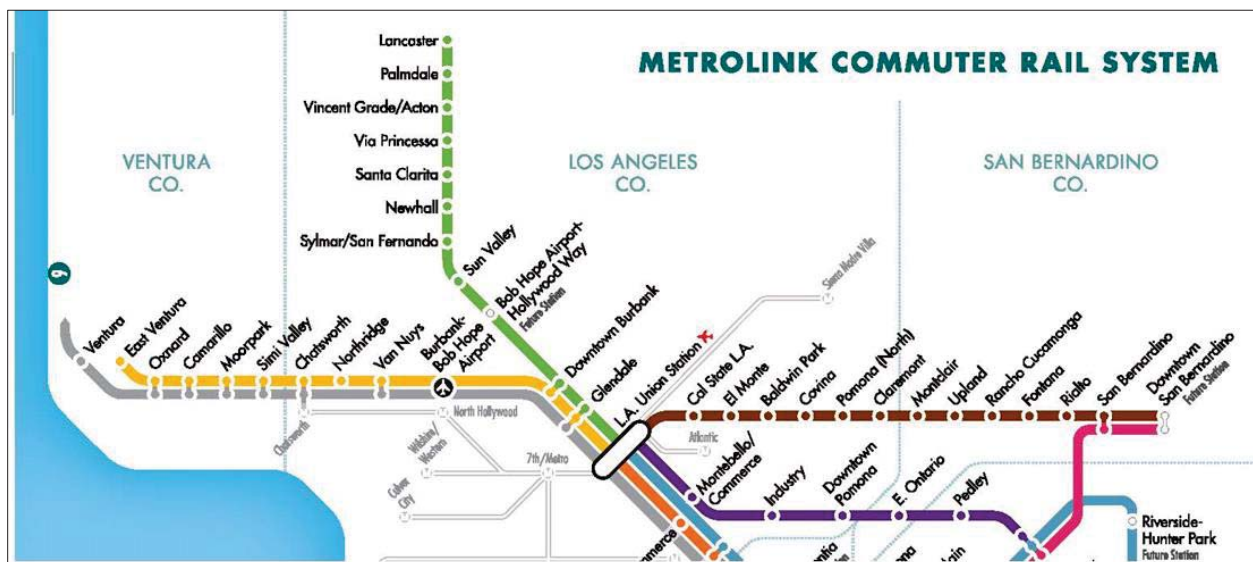 METROLINK COMMUTER RAIL SYSTEM
VENTURA
CO.
LOS ANGELES
CO.
SAN BERNARDINO
CO.
Lancaster
Palmdale
Vincent Grade/Acton
Via Princessa
Santa Clarita
Newhall
Sylmar/San Fernando
Sun Valley
Bob Hope Airport-
Hollywood Way
Future Station
Downtown Burbank
Glendale
L.A. Union Station
Sierra Madre Villa
9
Ventura
East Ventura
Oxnard
Camarillo
Moorpark
Simi Valley
Chatsworth
Northridge
Van Nuys
Burbank-
Bob Hope
Airport
Cal State L.A.
El Monte
Baldwin Park
Covina
Pomona (North)
Claremont
Montclair
Upland
Rancho Cucamonga
Fontana
Rialto
San Bernardino
Downtown
San Bernardino
Future Station
Chatsworth
North Hollywood
Wilshire/
Western
Culver
City
7th/Metro
Atlantic
M
M
M
M
M
M
M
M
Montebello/
Commerce
Industry
Downtown
Pomona
E. Ontario
Pedley
Riverside-
Hunter Park
Future Station